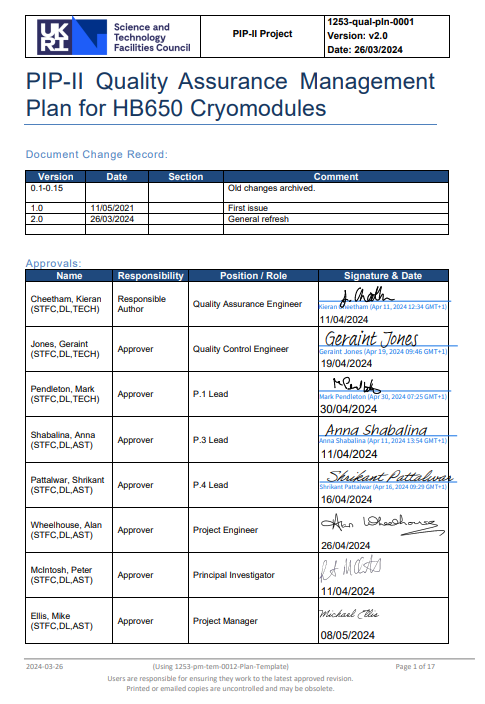 UK
RI
Science and
Technology
Facilities Council
PIP-II Project
1253-qual-pln-0001
Version: v2.0
Date: 26/03/2024
PIP-II Quality Assurance Management
Plan for HB650 Cryomodules
Document Change Record:
Version Date Section Comment
0.1-0.15 Old changes archived.
1.0 11/05/2021 First issue
2.0 26/03/2024 General refresh
Approvals:
Name Responsibility Position / Role Signature & Date
Cheetham, Kieran
(STFC,DL,TECH)
Responsible
Author
Quality Assurance Engineer
Kieran Cheetham (Apr 11, 2024 12:34 GMT+1)
11/04/2024
Jones, Geraint
(STFC,DL,TECH)
Approver
Quality Control Engineer
Geraint Jones
Geraint Jones (Apr 19, 2024 09:46 GMT+1)
19/04/2024
Pendleton, Mark
(STFC,DL,TECH)
Approver
P.1 Lead
Mark Pendleton (Apr 30, 2024 07:25 GMT+1)
30/04/2024
Shabalina, Anna
(STFC,DL,AST)
Approver
P.3 Lead
Anna Shabalina
Anna Shabalina (Apr 11, 2024 13:54 GMT+1)
11/04/2024
Pattalwar, Shrikant
(STFC,DL,AST)
Approver
P.4 Lead
Shrikant Pattalwar
Shrikant Pattalwar (Apr 16, 2024 09:29 GMT+1)
16/04/2024
Wheelhouse, Alan
(STFC,DL,AST)
Approver
Project Engineer
Alan Wheelhouse
26/04/2024
McIntosh, Peter
(STFC,DL,AST)
Approver
Principal Investigator
11/04/2024
Ellis, Mike
(STFC,DL,AST)
Approver
Project Manager
Michael Ellis
08/05/2024
2024-03-26 (Using 1253-pm-tem-0012-Plan-Template) Page 1 of 17
Users are responsible for ensuring they work to the latest approved revision.
Printed or emailed copies are uncontrolled and may be obsolete.